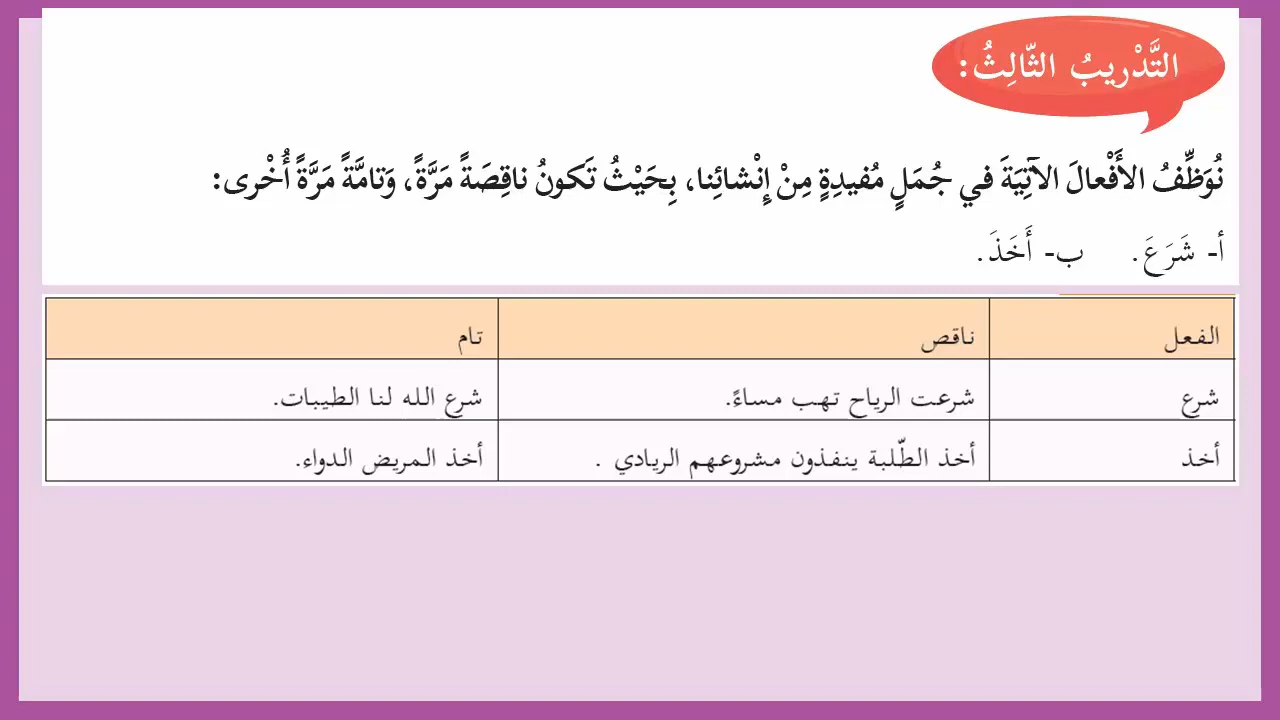 التَّدْريبُ الثّالِثُ:
نُوَظِّفُ الأَفْعالَ الآتِيَةَ في جُمَلٍ مُفيدِةٍ مِنْ إِنْشائِنا، بِحَيْثُ تَكونُ ناقِصَةً مَرَّةً، وَتامَّةً مَرَّةً أُخْرى:
أ- شَرَعَ. ب- أَخَذَ.
الفعل ناقص تام
شرع شرعت الرياح تهب مساءً. شرع الله لنا الطيبات.
أخذ أخذ الطّلبة ينفذون مشروعهم الريادي . أخذ المريض الدواء.